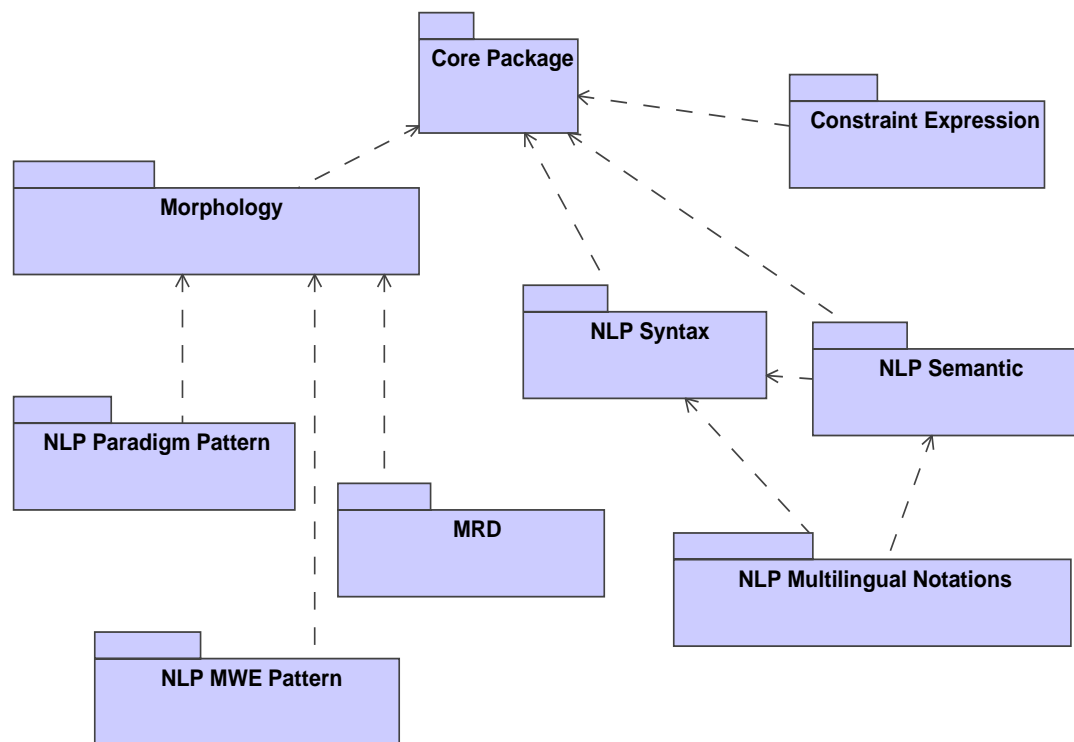 Core Package
Constraint Expression
Morphology
NLP Syntax
NLP Semantic
NLP Paradigm Pattern
MRD
NLP Multilingual Notations
NLP MWE Pattern